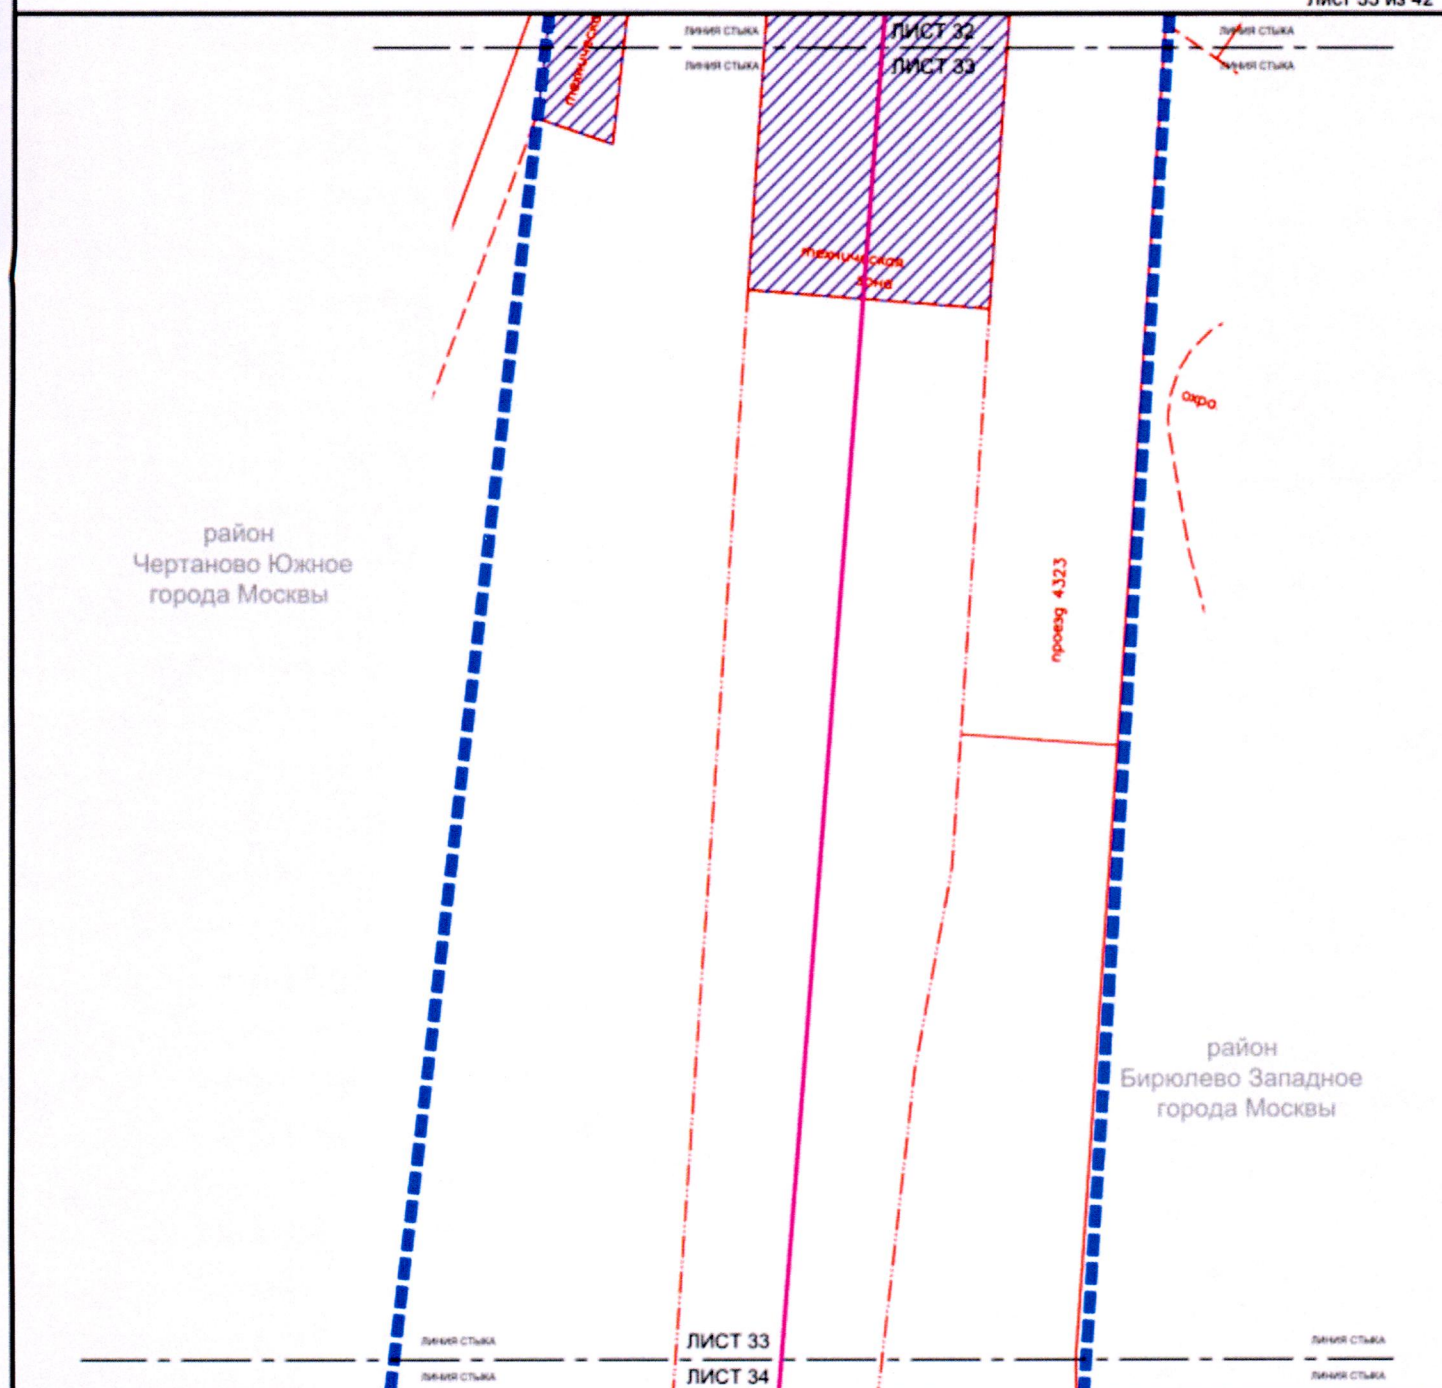 Лист 33 из 42
ЛИНИЯ СТЫКА
ЛИСТ 32
ЛИНИЯ СТЫКА
ЛИНИЯ СТЫКА
ЛИСТ 33
ЛИНИЯ СТЫКА
техническа
техническая
зона
охра
район
Чертаново Южное
города Москвы
проезд 4323
район
Бирюлево Западное
города Москвы
ЛИНИЯ СТЫКА
ЛИСТ 33
ЛИНИЯ СТЫКА
ЛИНИЯ СТЫКА
ЛИСТ 34
ЛИНИЯ СТЫКА